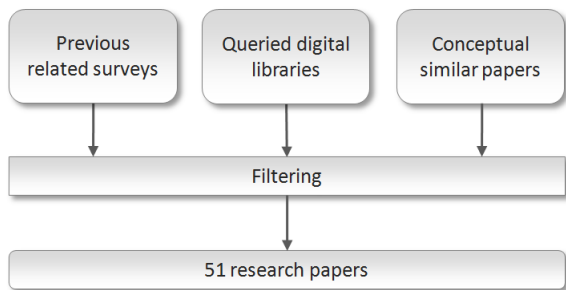 Previous
related surveys
Queried digital
libraries
Conceptual
similar papers
Filtering
51 research papers